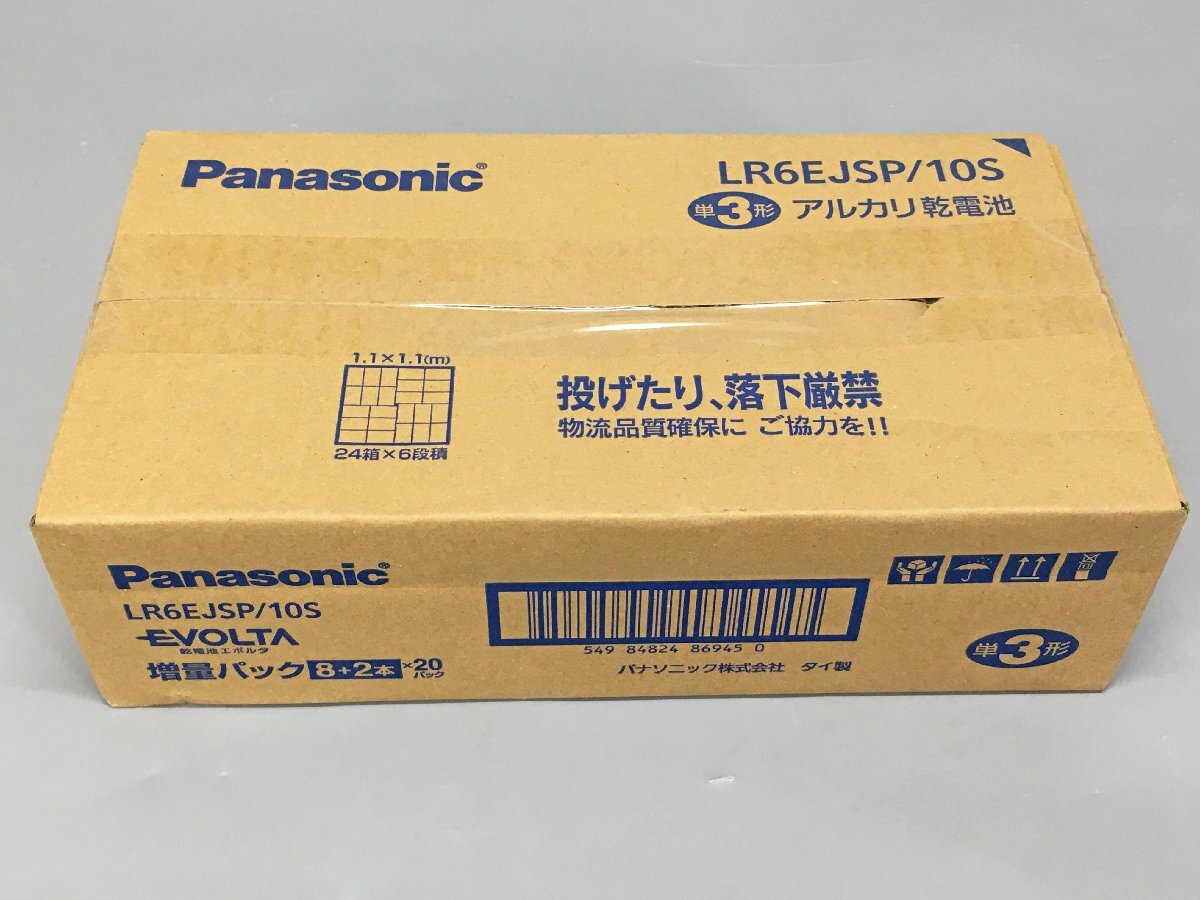 Panasonic®
LR6EJSP/10S
単3形 アルカリ乾電池
1.1×1.1(m)
24箱×6段積
投げたり、落下厳禁
物流品質確保に ご協力を!!
Panasonic®
LR6EJSP/10S
EVOLTA
乾電池エボルタ
増量パック 8+2本 ×20パック
549 84824 86945 0
パナソニック株式会社 タイ製
単3形